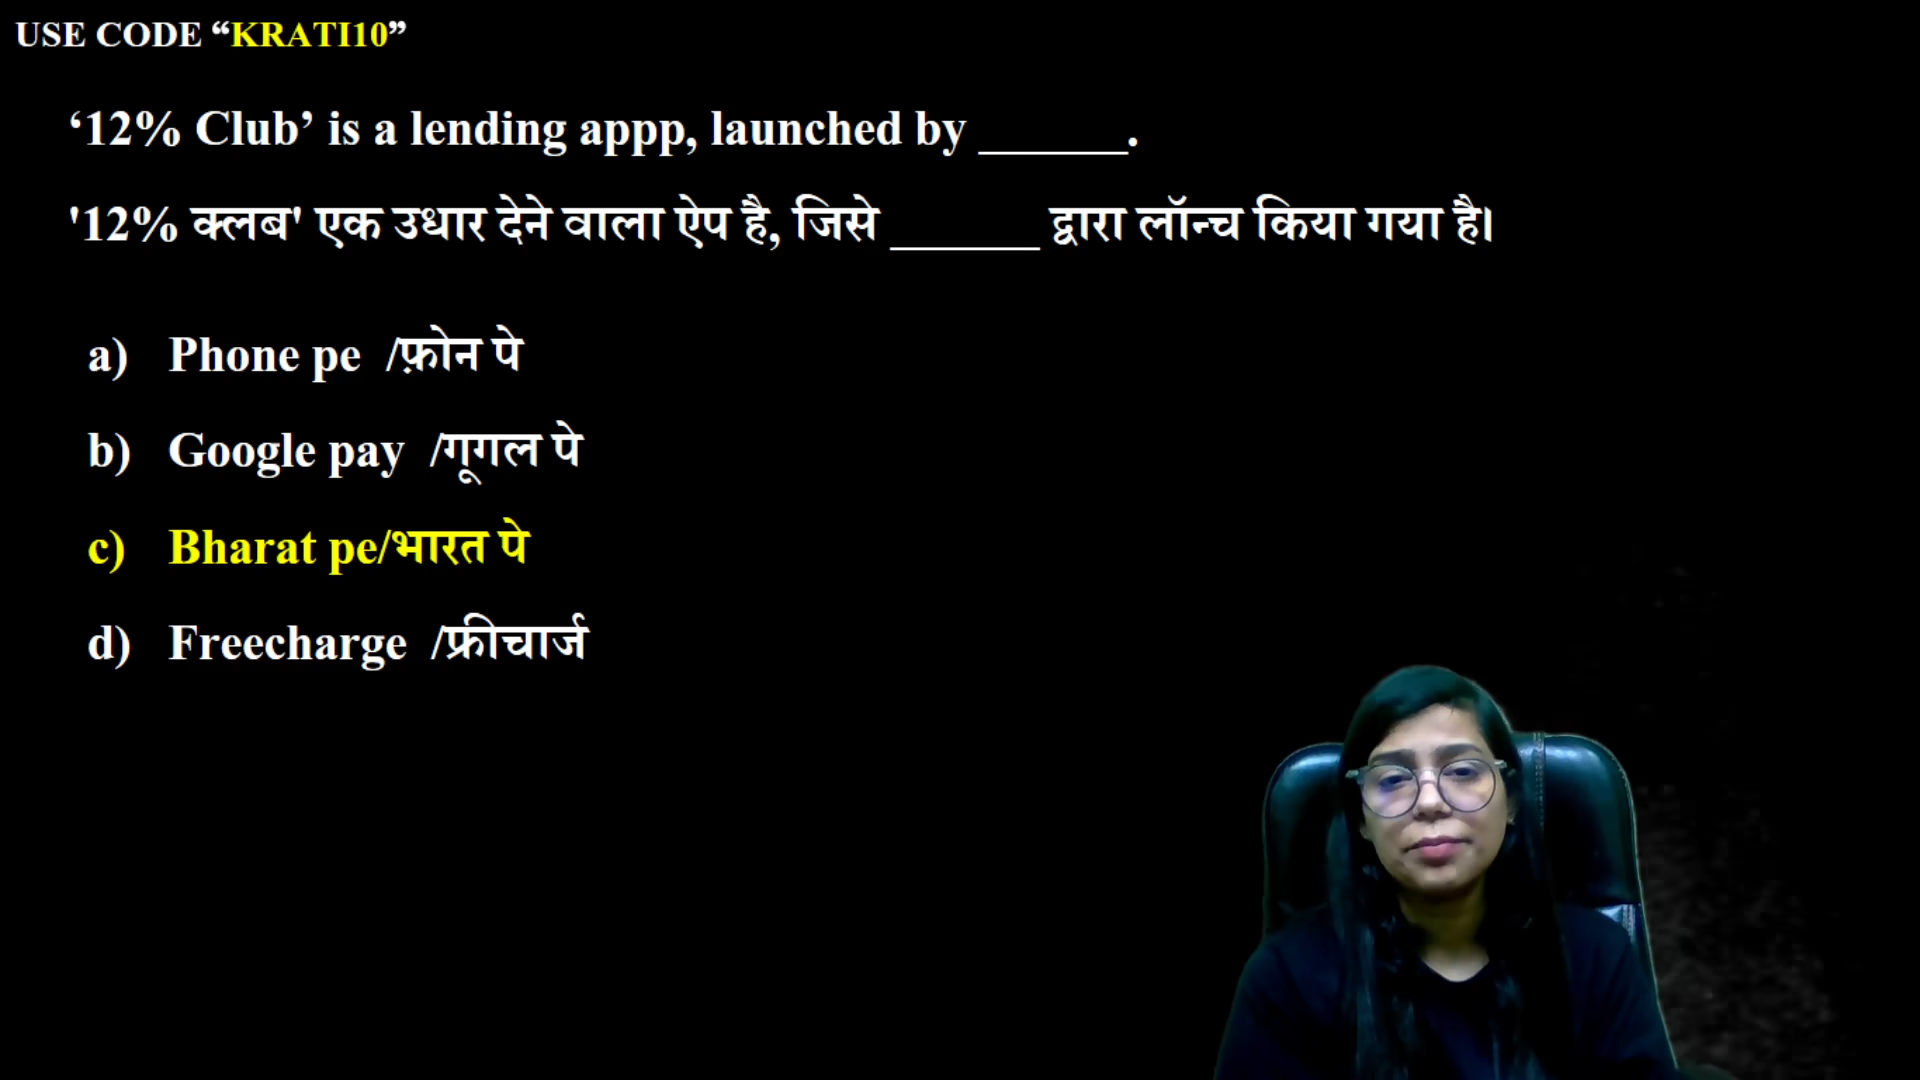 USE CODE “KRATI10”
‘12% Club’ is a lending appp, launched by ______.
'12% क्लब' एक उधार देने वाला ऐप है, जिसे ______ द्वारा लॉन्च किया गया है।
a) Phone pe /फ़ोन पे
b) Google pay /गूगल पे
c) Bharat pe/भारत पे
d) Freecharge /फ्रीचार्ज